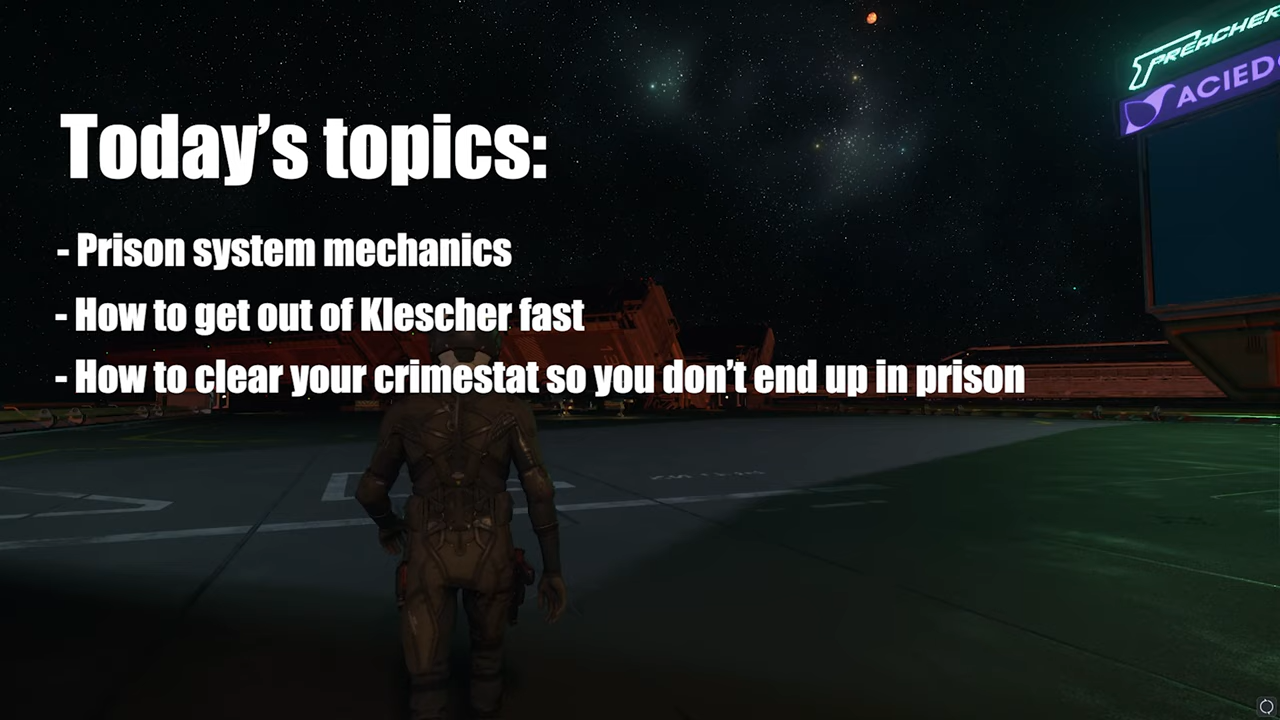 Today's topics:
- Prison system mechanics
- How to get out of Klescher fast
- How to clear your crimestat so you don't end up in prison
PREACHER
ACIEDO